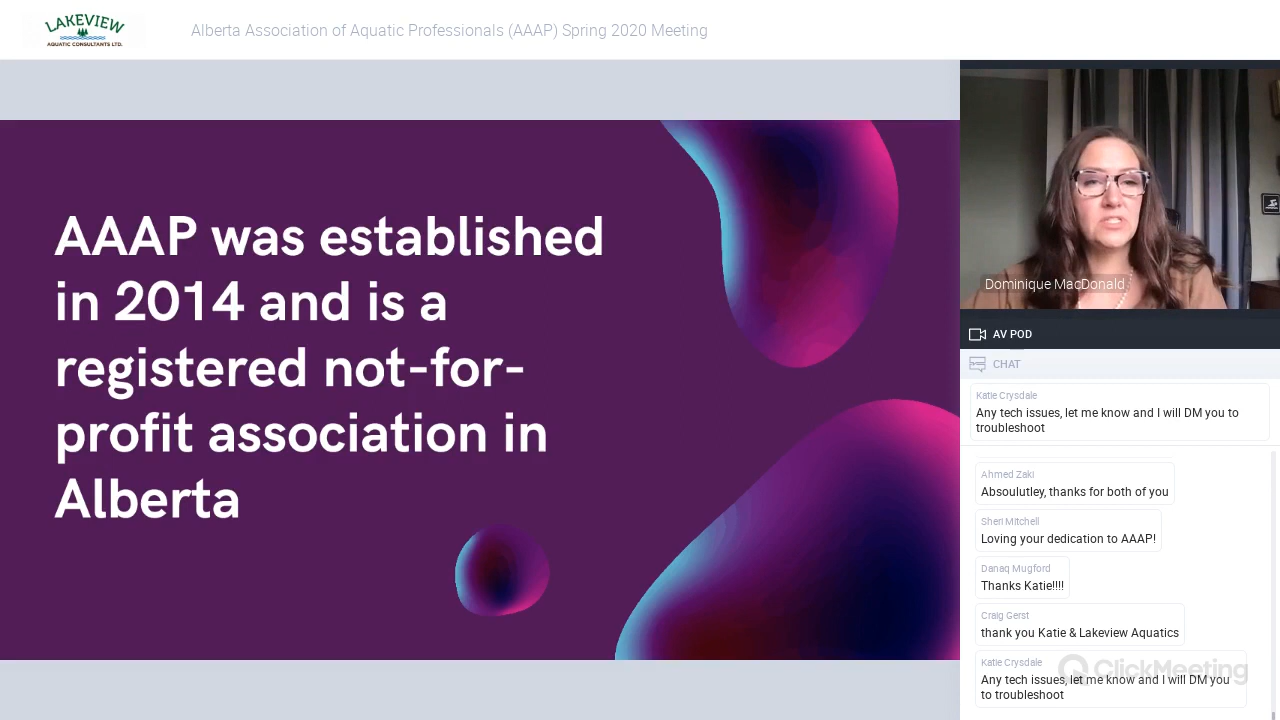 LAKEVIEW
AQUATIC CONSULTANTS LTD.
Alberta Association of Aquatic Professionals (AAAP) Spring 2020 Meeting
AAAP was established
in 2014 and is a
registered not-for-
profit association in
Alberta
Dominique MacDonald
AV POD
CHAT
Katie Crysdale
Any tech issues, let me know and I will DM you to
troubleshoot
Ahmed Zaki
Absoulutley, thanks for both of you
Sheri Mitchell
Loving your dedication to AAAP!
Danaq Mugford
Thanks Katie!!!!
Craig Gerst
thank you Katie & Lakeview Aquatics
Katie Crysdale
Any tech issues, let me know and I will DM you
to troubleshoot
ClickMeeting